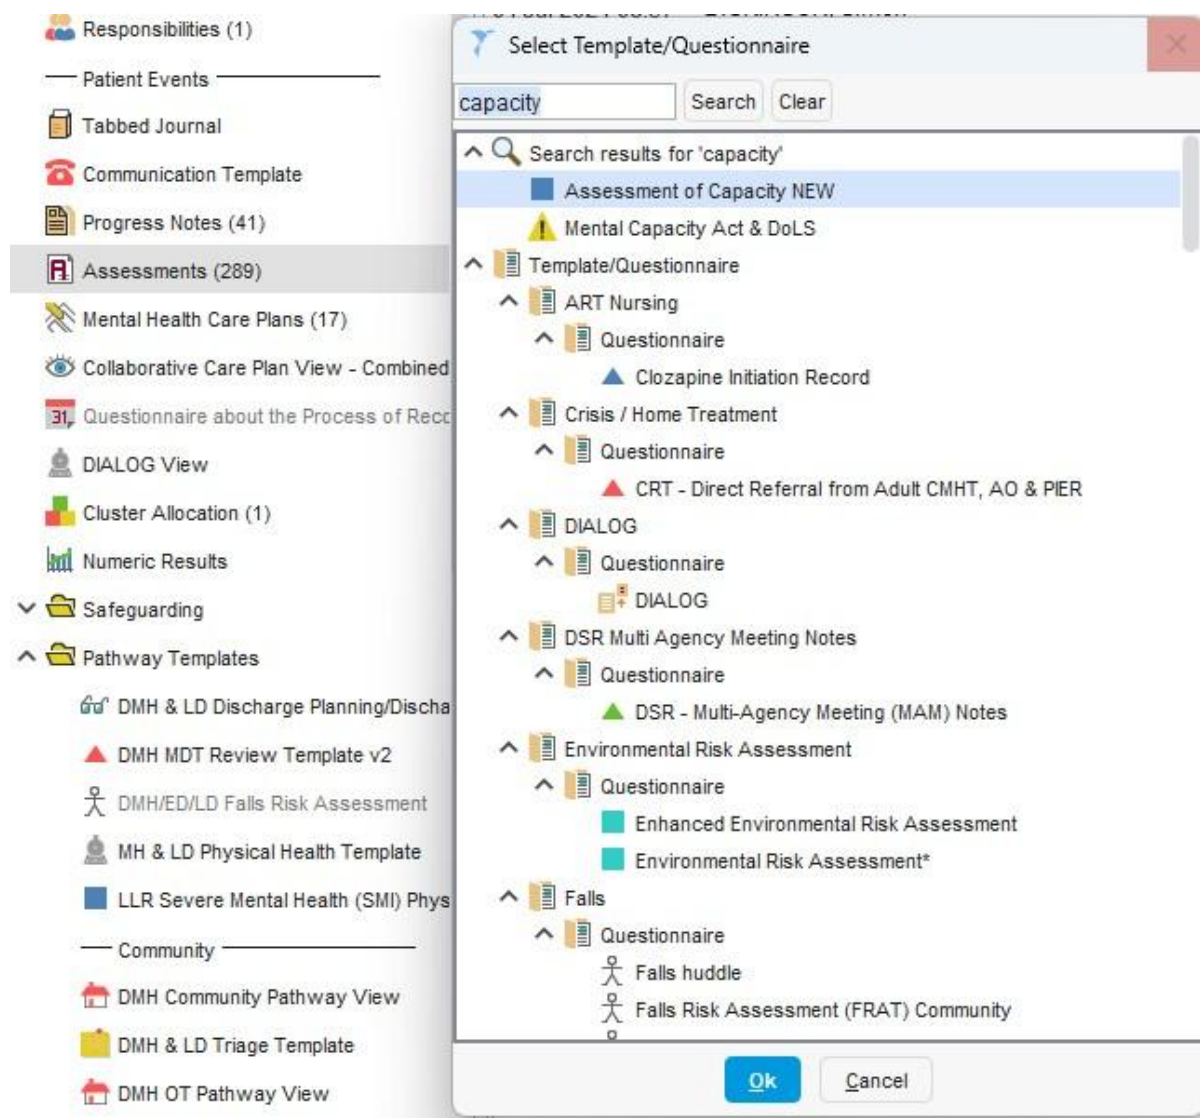 Responsibilities (1)
Patient Events
Tabbed Journal
Communication Template
Progress Notes (41)
Assessments (289)
Mental Health Care Plans (17)
Collaborative Care Plan View - Combined
31, Questionnaire about the Process of Recc
DIALOG View
Cluster Allocation (1)
Numeric Results
Safeguarding
Pathway Templates
DMH & LD Discharge Planning/Discha
DMH MDT Review Template v2
DMH/ED/LD Falls Risk Assessment
MH & LD Physical Health Template
LLR Severe Mental Health (SMI) Phys
Community
DMH Community Pathway View
DMH & LD Triage Template
DMH OT Pathway View
Select Template/Questionnaire
capacity Search Clear
Search results for 'capacity'
Assessment of Capacity NEW
Mental Capacity Act & DoLS
Template/Questionnaire
ART Nursing
Questionnaire
Clozapine Initiation Record
Crisis / Home Treatment
Questionnaire
CRT - Direct Referral from Adult CMHT, AO & PIER
DIALOG
Questionnaire
DIALOG
DSR Multi Agency Meeting Notes
Questionnaire
DSR - Multi-Agency Meeting (MAM) Notes
Environmental Risk Assessment
Questionnaire
Enhanced Environmental Risk Assessment
Environmental Risk Assessment*
Falls
Questionnaire
Falls huddle
Falls Risk Assessment (FRAT) Community
Ok Cancel